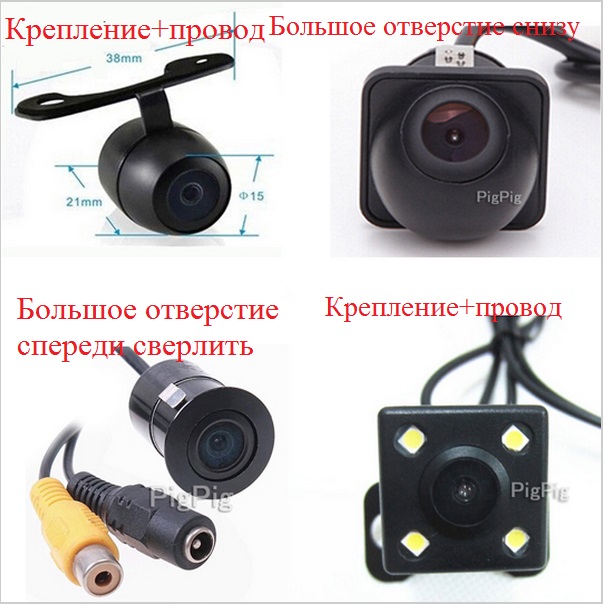 Крепление+провод
Большое отверстие снизу
38mm
21mm
Φ15
PigPig
Большое отверстие
спереди сверлить
Крепление+провод
PigPig
PigPig